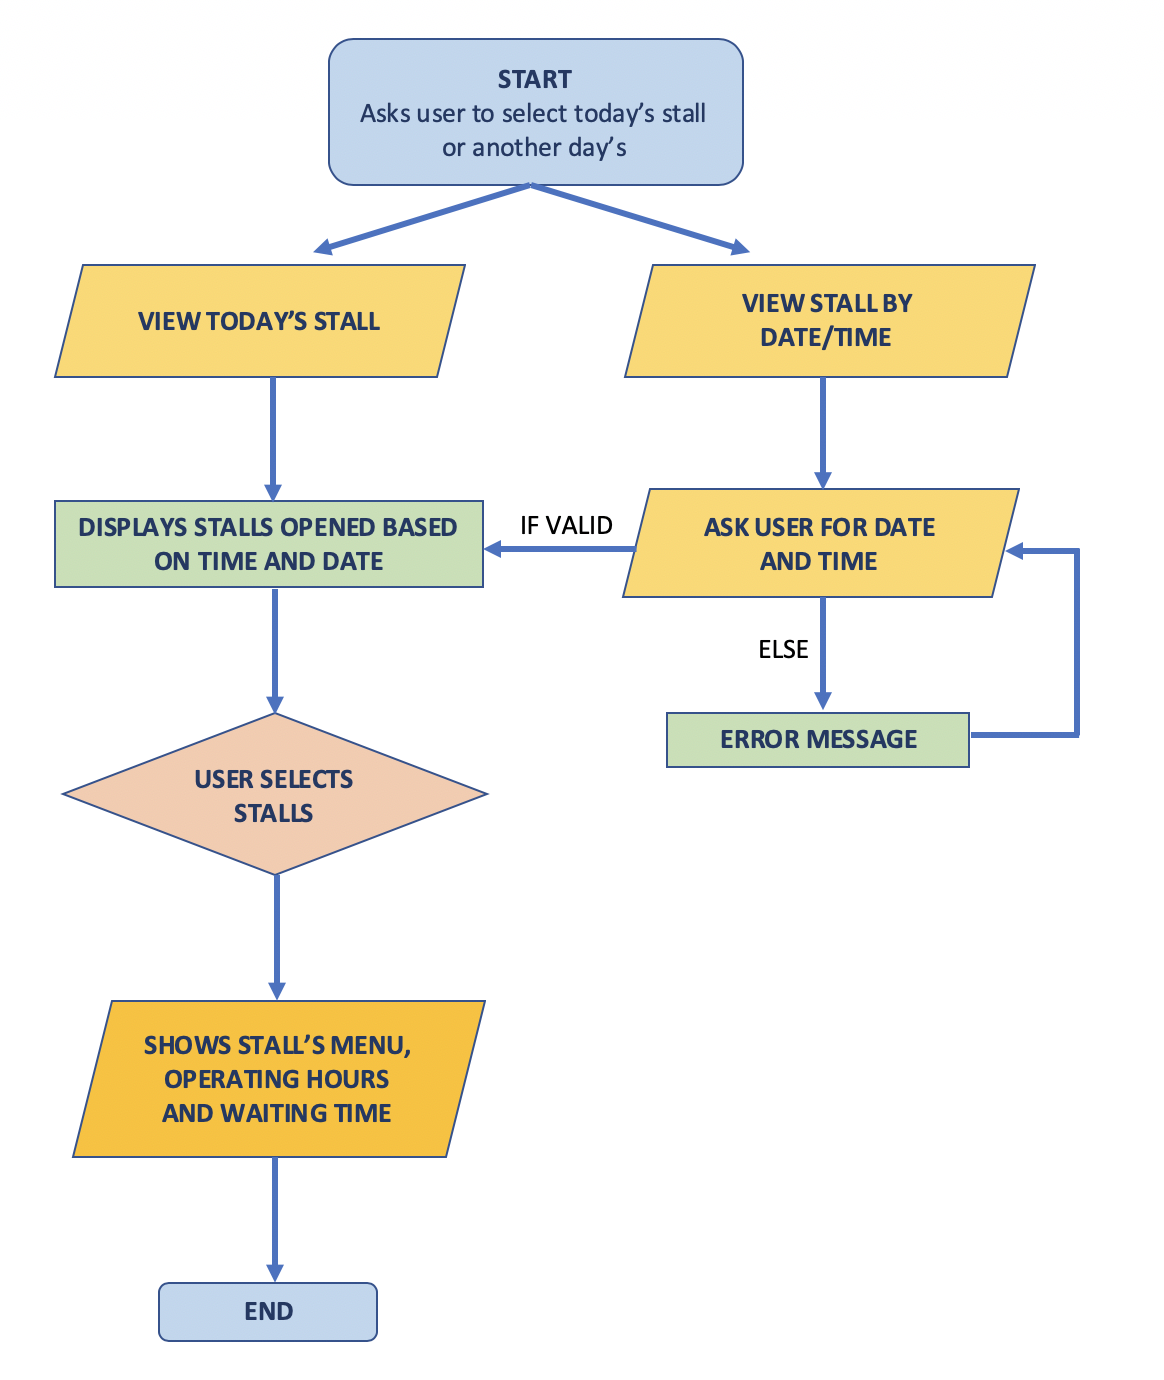 START
Asks user to select today’s stall
or another day’s
VIEW TODAY’S STALL
VIEW STALL BY
DATE/TIME
DISPLAYS STALLS OPENED BASED
ON TIME AND DATE
IF VALID
ASK USER FOR DATE
AND TIME
ELSE
ERROR MESSAGE
USER SELECTS
STALLS
SHOWS STALL’S MENU,
OPERATING HOURS
AND WAITING TIME
END